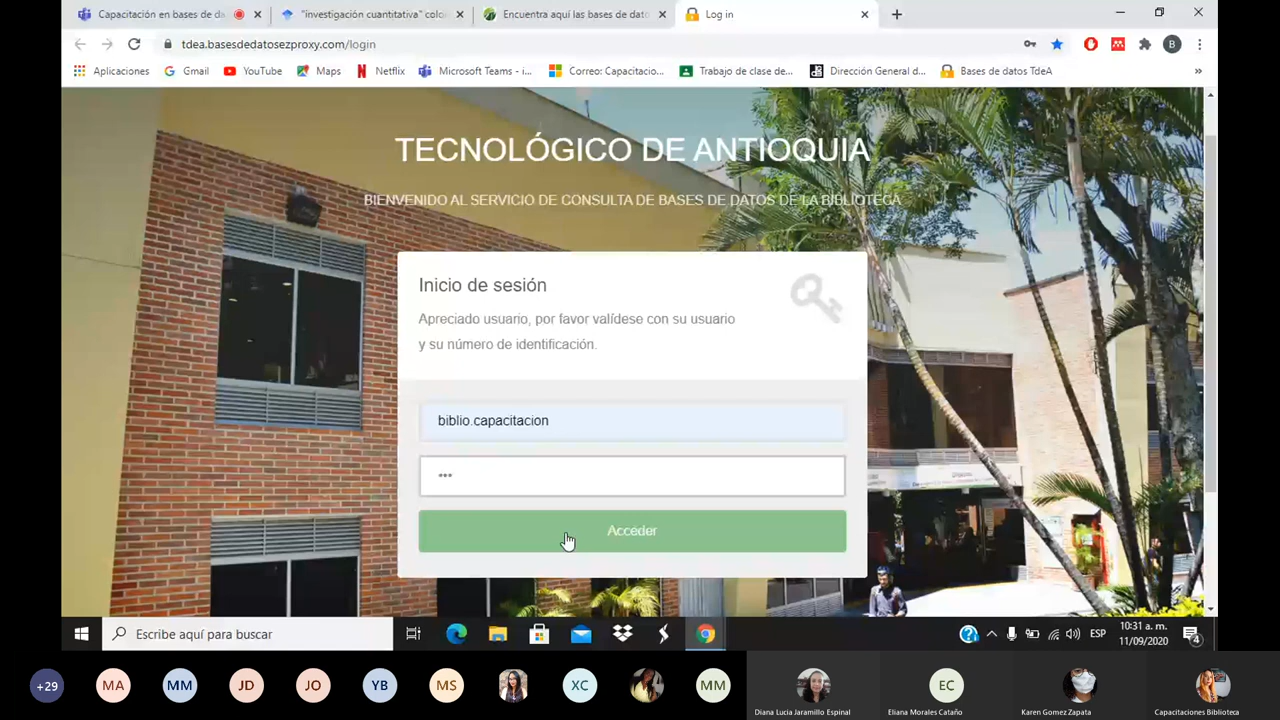 Capacitación en bases de da
"investigación cuantitativa" colo
Encuentra aquí las bases de dato
Log in
tdea.basesdedatosezproxy.com/login
B
Aplicaciones
Gmail
YouTube
Maps
Netflix
Microsoft Teams - i...
Correo: Capacitacio...
Trabajo de clase de...
Dirección General d...
Bases de datos TdeA
»
TECNOLÓGICO DE ANTIOQUIA
BIENVENIDO AL SERVICIO DE CONSULTA DE BASES DE DATOS DE LA BIBLIOTECA
Inicio de sesión
Apreciado usuario, por favor valídese con su usuario
y su número de identificación.
biblio.capacitacion
•••
Acceder
Escribe aquí para buscar
ESP
10:31 a. m.
11/09/2020
4
+29
MA
MM
JD
JO
YB
MS
XC
MM
Diana Lucia Jaramillo Espinal
EC
Eliana Morales Cataño
Karen Gomez Zapata
Capacitaciones Biblioteca